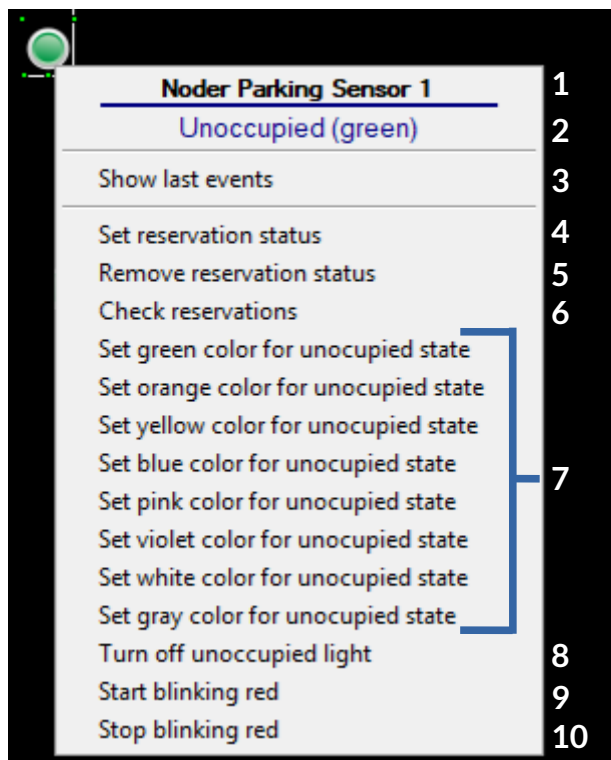 Noder Parking Sensor 1 1
Unoccupied (green) 2
Show last events 3
Set reservation status 4
Remove reservation status 5
Check reservations 6
Set green color for unocupied state
Set orange color for unocupied state
Set yellow color for unocupied state
Set blue color for unocupied state
Set pink color for unocupied state
7
Set violet color for unocupied state
Set white color for unocupied state
Set gray color for unocupied state
Turn off unoccupied light 8
Start blinking red 9
Stop blinking red 10